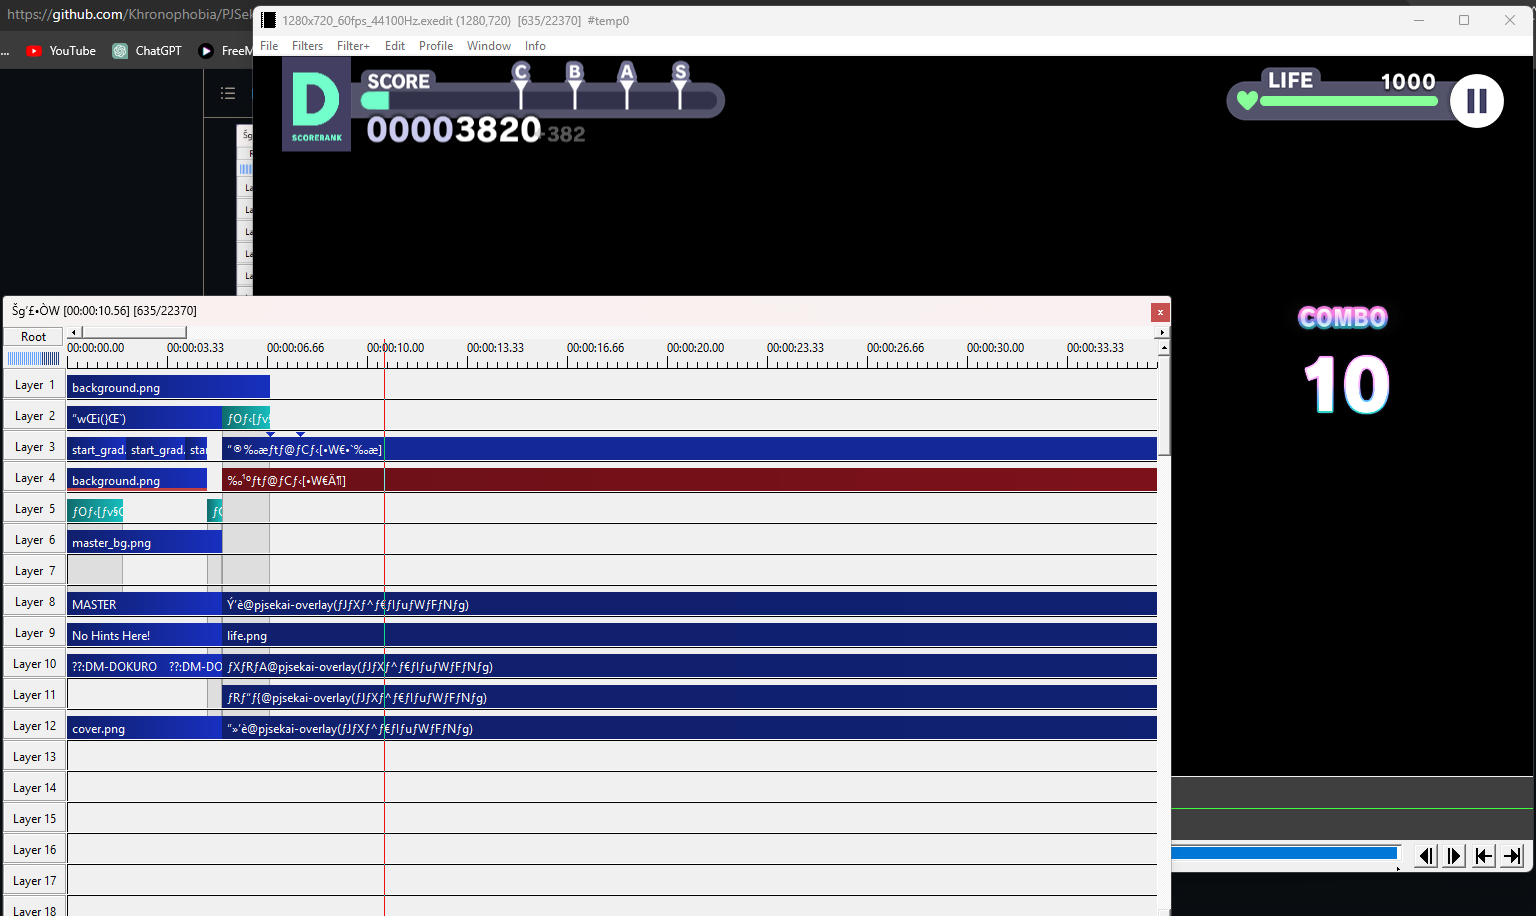 https://github.com/Khronophobia/PJSek
... YouTube ChatGPT FreeM
1280x720_60fps_44100Hz.exedit (1280,720) [635/22370] #temp0
File Filters Filter+ Edit Profile Window Info
D
SCORERANK
SCORE
C B A S
00003820 +382
LIFE 1000
COMBO
10
Šg'£•ÒW [00:00:10.56] [635/22370]
x
Root
00:00:00.00 00:00:03.33 00:00:06.66 00:00:10.00 00:00:13.33 00:00:16.66 00:00:20.00 00:00:23.33 00:00:26.66 00:00:30.00 00:00:33.33
Layer 1 background.png
Layer 2 "wŒi(}Œ`) ƒOƒ‹[ƒv§
Layer 3 start_grad. start_grad. sta "®‰æƒtƒ@ƒCƒ‹[•W€•`‰æ]
Layer 4 background.png ‰¹ºƒtƒ@ƒCƒ‹[•W€Ä¶]
Layer 5 ƒOƒ‹[ƒv§
Layer 6 master_bg.png
Layer 7
Layer 8 MASTER Ý'è@pjsekai-overlay(ƒJƒXƒ^ƒ€ƒIƒuƒWƒFƒNƒg)
Layer 9 No Hints Here! life.png
Layer 10 ??:DM-DOKURO ??:DM-DO ƒXƒRƒA@pjsekai-overlay(ƒJƒXƒ^ƒ€ƒIƒuƒWƒFƒNƒg)
Layer 11 ƒRƒ"ƒ{@pjsekai-overlay(ƒJƒXƒ^ƒ€ƒIƒuƒWƒFƒNƒg)
Layer 12 cover.png "»'è@pjsekai-overlay(ƒJƒXƒ^ƒ€ƒIƒuƒWƒFƒNƒg)
Layer 13
Layer 14
Layer 15
Layer 16
Layer 17
Layer 18